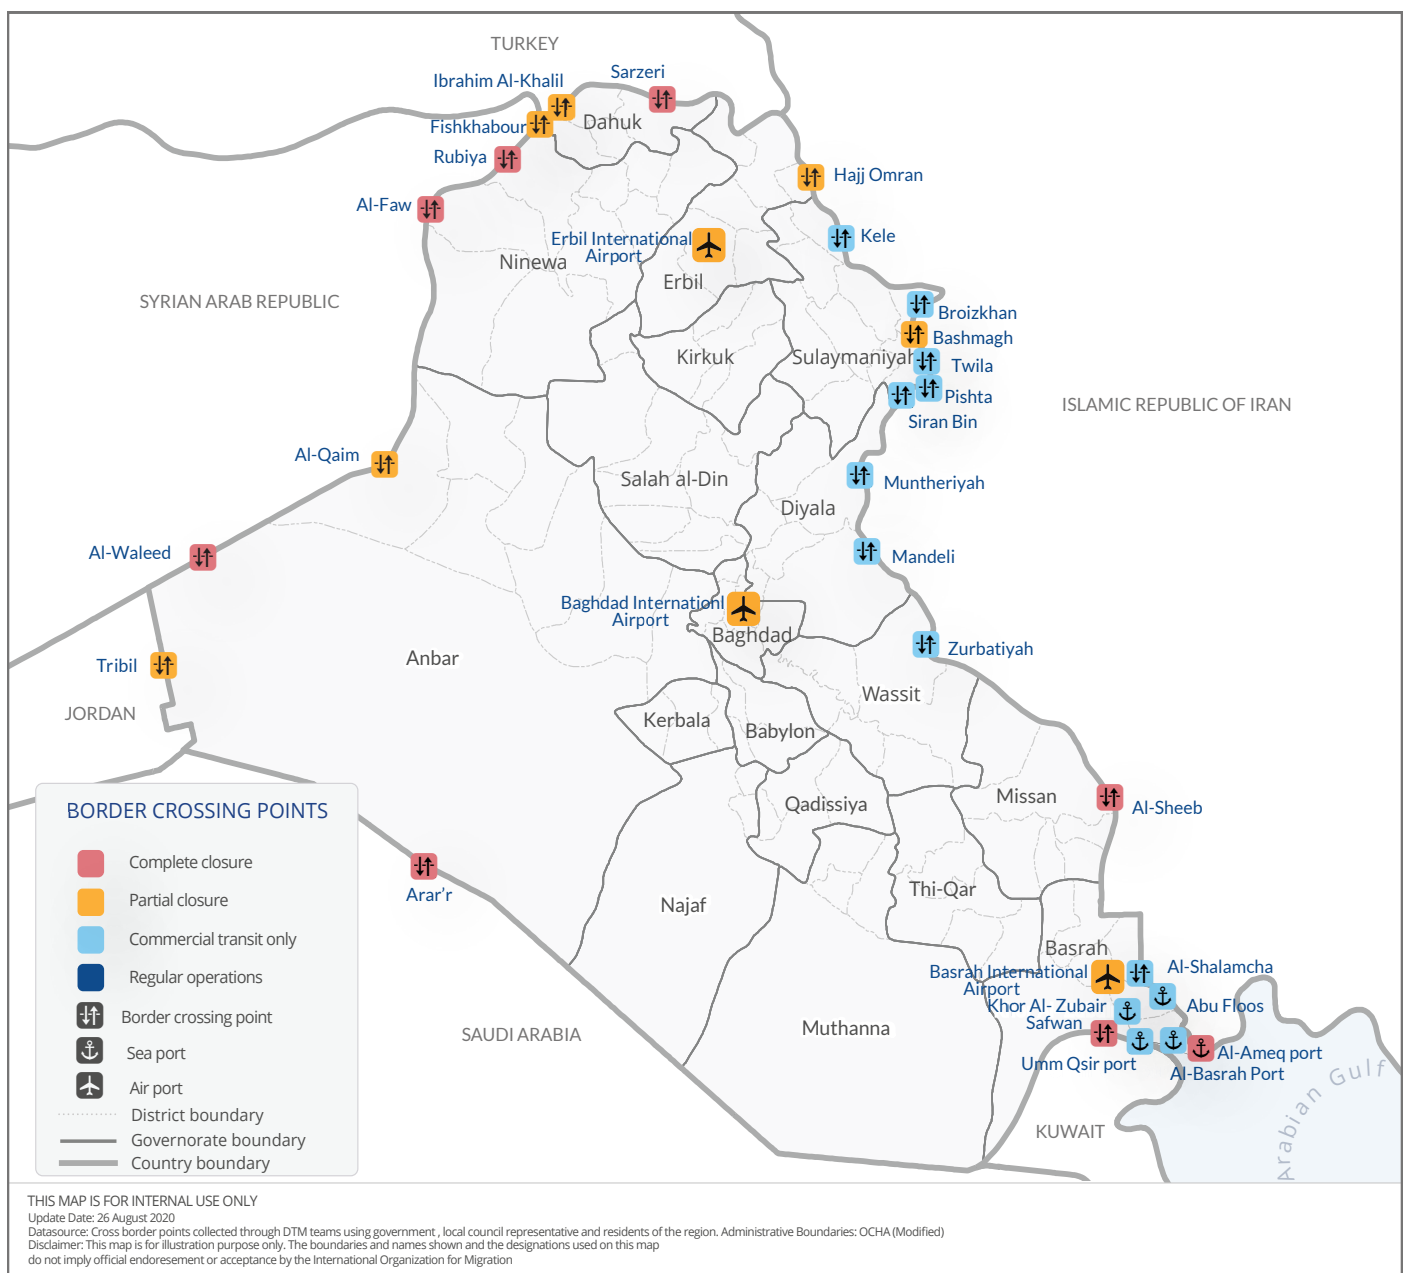 TURKEY
Sarzeri
Ibrahim Al-Khalil
Dahuk
Fishkhabour
Rubiya
Hajj Omran
Al-Faw
Kele
Erbil International
Airport
Ninewa
Erbil
SYRIAN ARAB REPUBLIC
Broizkhan
Bashmagh
Kirkuk
Sulaymaniyah
Twila
Pishta
ISLAMIC REPUBLIC OF IRAN
Siran Bin
Al-Qaim
Salah al-Din
Muntheriyah
Diyala
Al-Waleed
Mandeli
Baghdad Internationl
Airport
Baghdad
Zurbatiyah
Anbar
Tribil
Wassit
JORDAN
Kerbala
Babylon
BORDER CROSSING POINTS
Complete closure
Partial closure
Commercial transit only
Regular operations
Border crossing point
Sea port
Air port
District boundary
Governorate boundary
Country boundary
Qadissiya
Missan
Al-Sheeb
Arar’r
Najaf
Thi-Qar
Basrah
Basrah International
Airport
Al-Shalamcha
Khor Al- Zubair
Abu Floos
Safwan
Muthanna
SAUDI ARABIA
Umm Qsir port
Al-Ameq port
Al-Basrah Port
KUWAIT
Arabian Gulf
THIS MAP IS FOR INTERNAL USE ONLY
Update Date: 26 August 2020
Datasource: Cross border points collected through DTM teams using government , local council representative and residents of the region. Administrative Boundaries: OCHA (Modified)
Disclaimer: This map is for illustration purpose only. The boundaries and names shown and the designations used on this map
do not imply official endoresement or acceptance by the International Organization for Migration